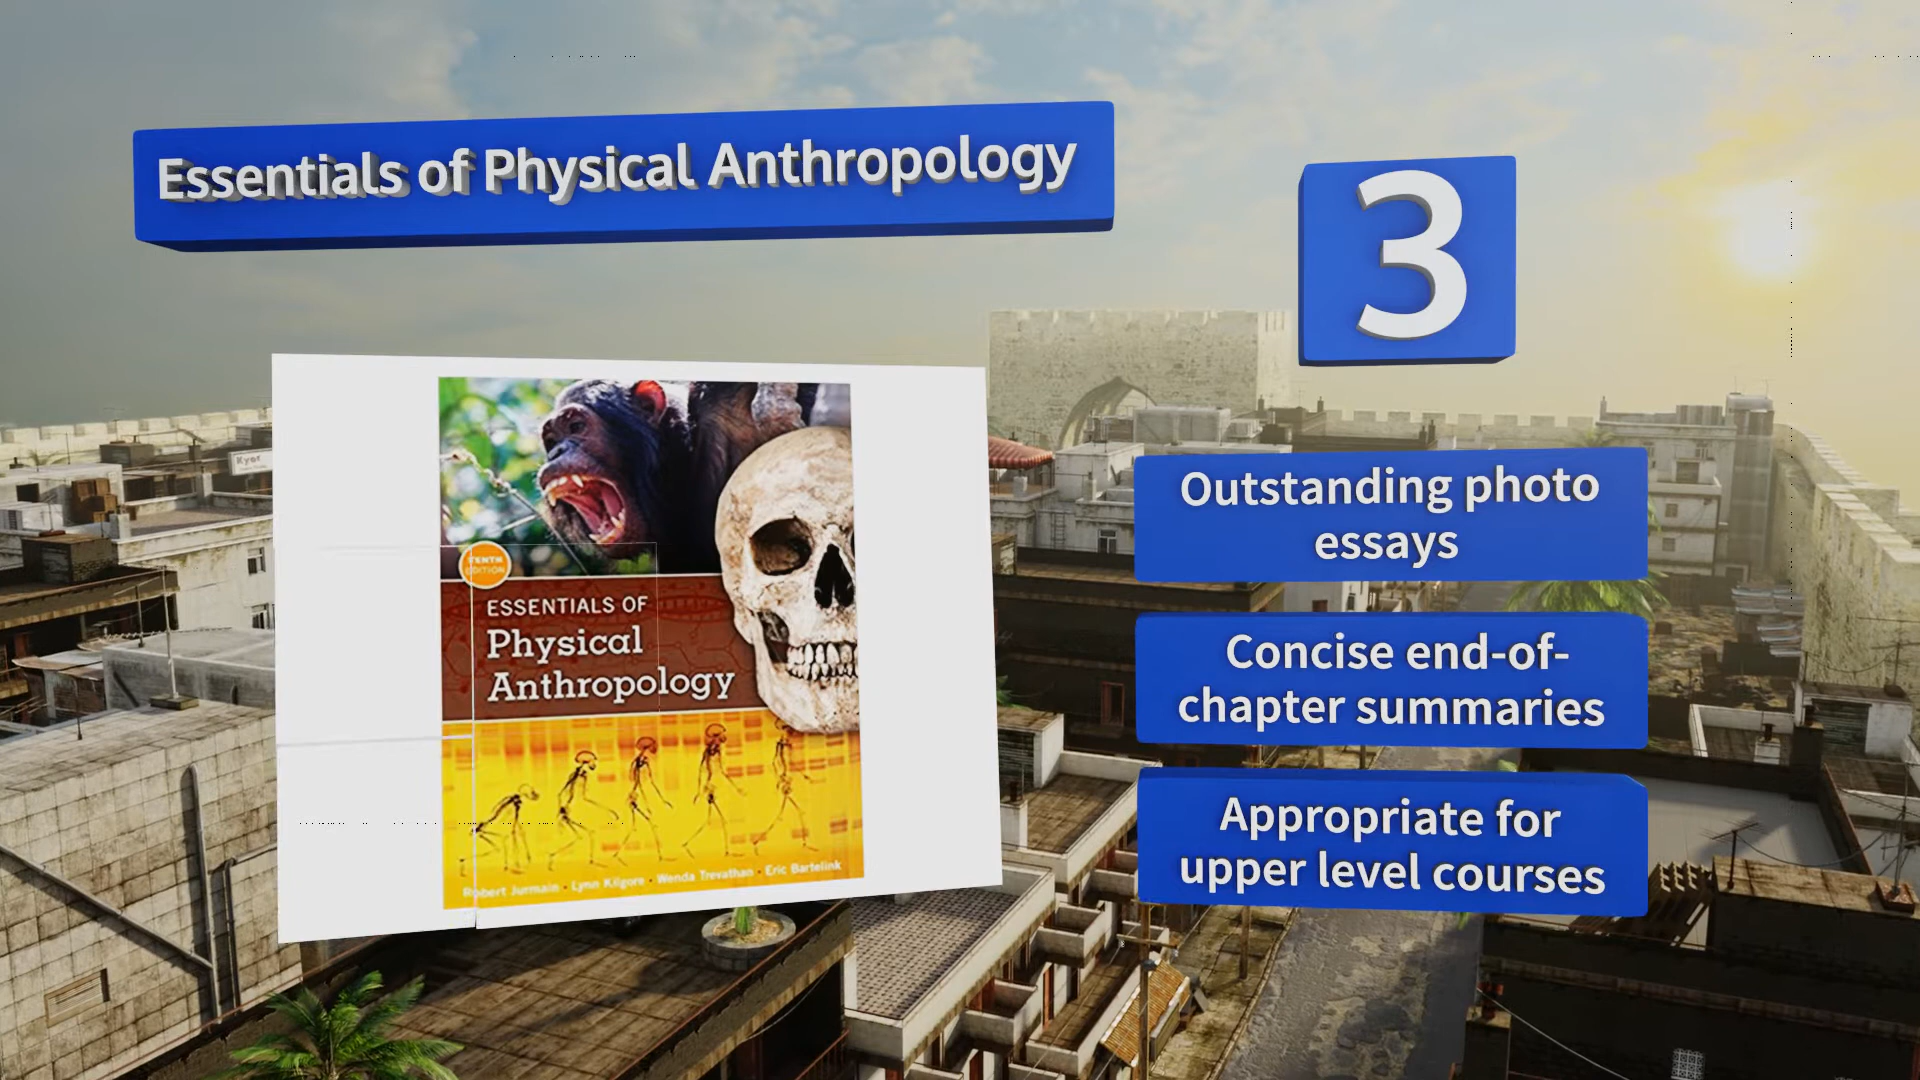 Essentials of Physical Anthropology
3
TENTH
EDITION
ESSENTIALS OF
Physical
Anthropology
Robert Jurmain • Lynn Kilgore • Wenda Trevathan • Eric Bartelink
Outstanding photo
essays
Concise end-of-
chapter summaries
Appropriate for
upper level courses